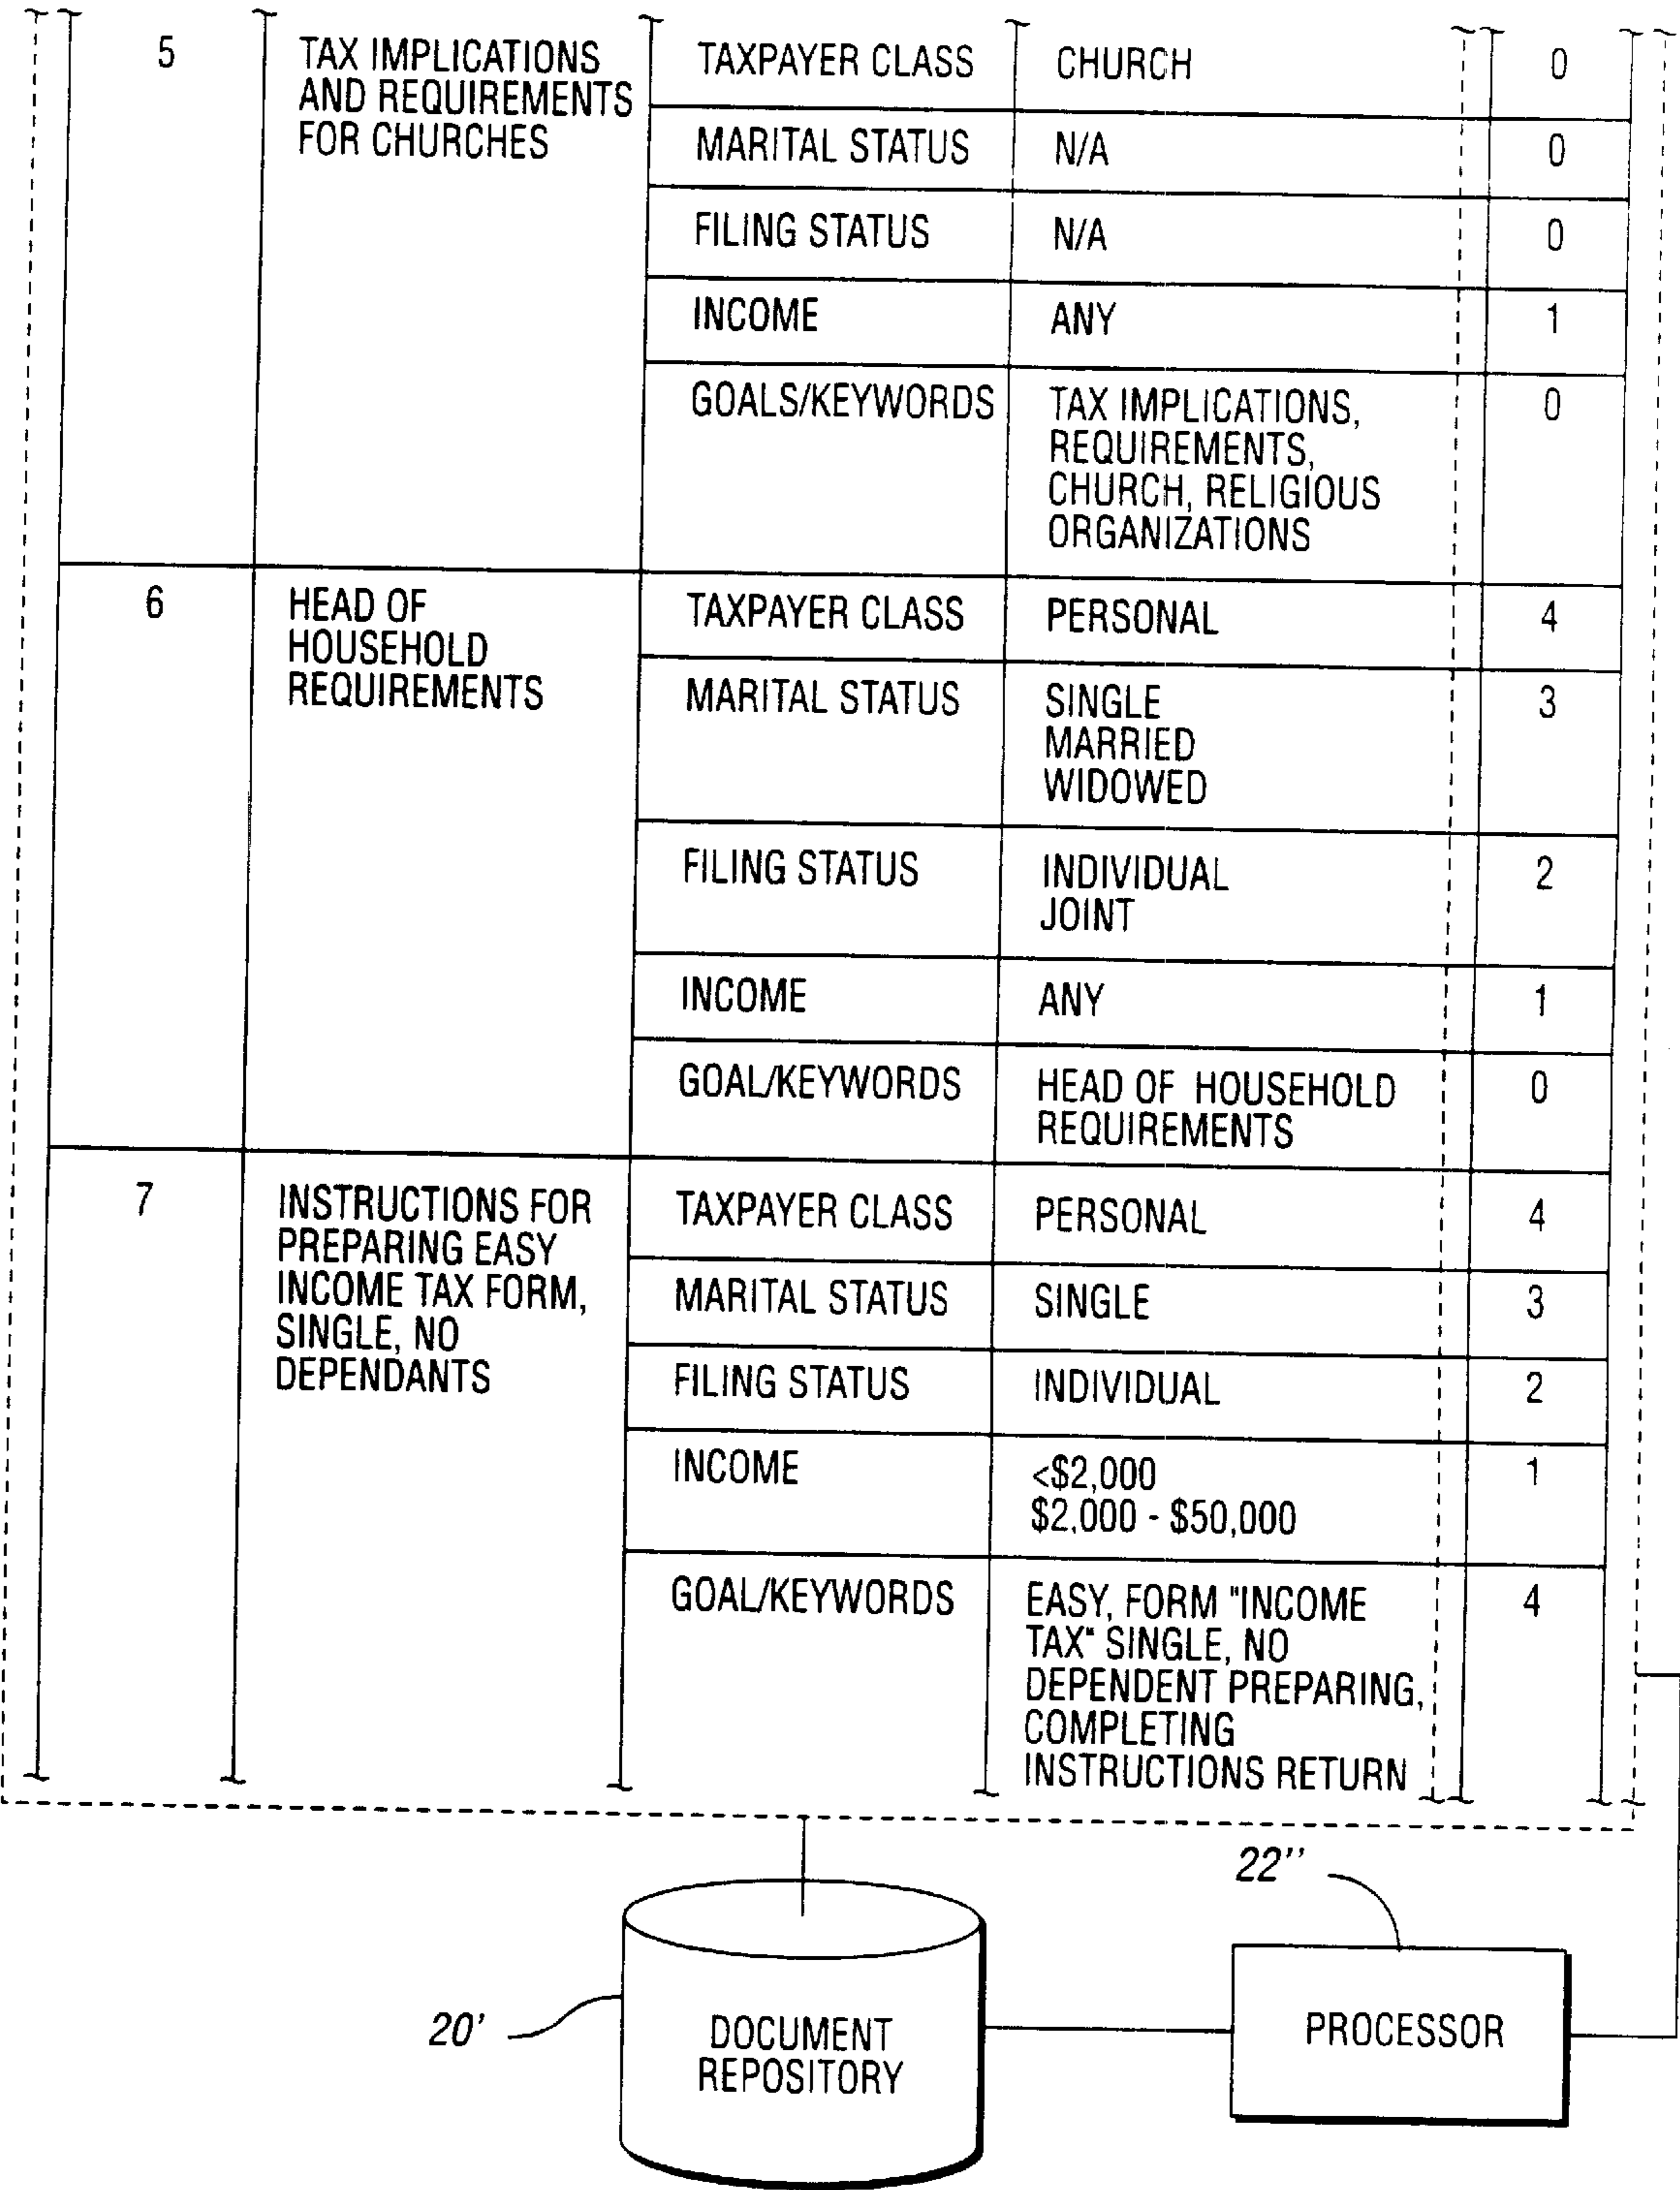 5
TAX IMPLICATIONS
AND REQUIREMENTS
FOR CHURCHES
TAXPAYER CLASS
CHURCH
0
MARITAL STATUS
N/A
0
FILING STATUS
N/A
0
INCOME
ANY
1
GOALS/KEYWORDS
TAX IMPLICATIONS,
REQUIREMENTS,
CHURCH, RELIGIOUS
ORGANIZATIONS
0
6
HEAD OF
HOUSEHOLD
REQUIREMENTS
TAXPAYER CLASS
PERSONAL
4
MARITAL STATUS
SINGLE
MARRIED
WIDOWED
3
FILING STATUS
INDIVIDUAL
JOINT
2
INCOME
ANY
1
GOAL/KEYWORDS
HEAD OF HOUSEHOLD
REQUIREMENTS
0
7
INSTRUCTIONS FOR
PREPARING EASY
INCOME TAX FORM,
SINGLE, NO
DEPENDANTS
TAXPAYER CLASS
PERSONAL
4
MARITAL STATUS
SINGLE
3
FILING STATUS
INDIVIDUAL
2
INCOME
<$2,000
$2,000 - $50,000
1
GOAL/KEYWORDS
EASY, FORM "INCOME
TAX" SINGLE, NO
DEPENDENT PREPARING,
COMPLETING
INSTRUCTIONS RETURN
4
22''
20'
DOCUMENT
REPOSITORY
PROCESSOR